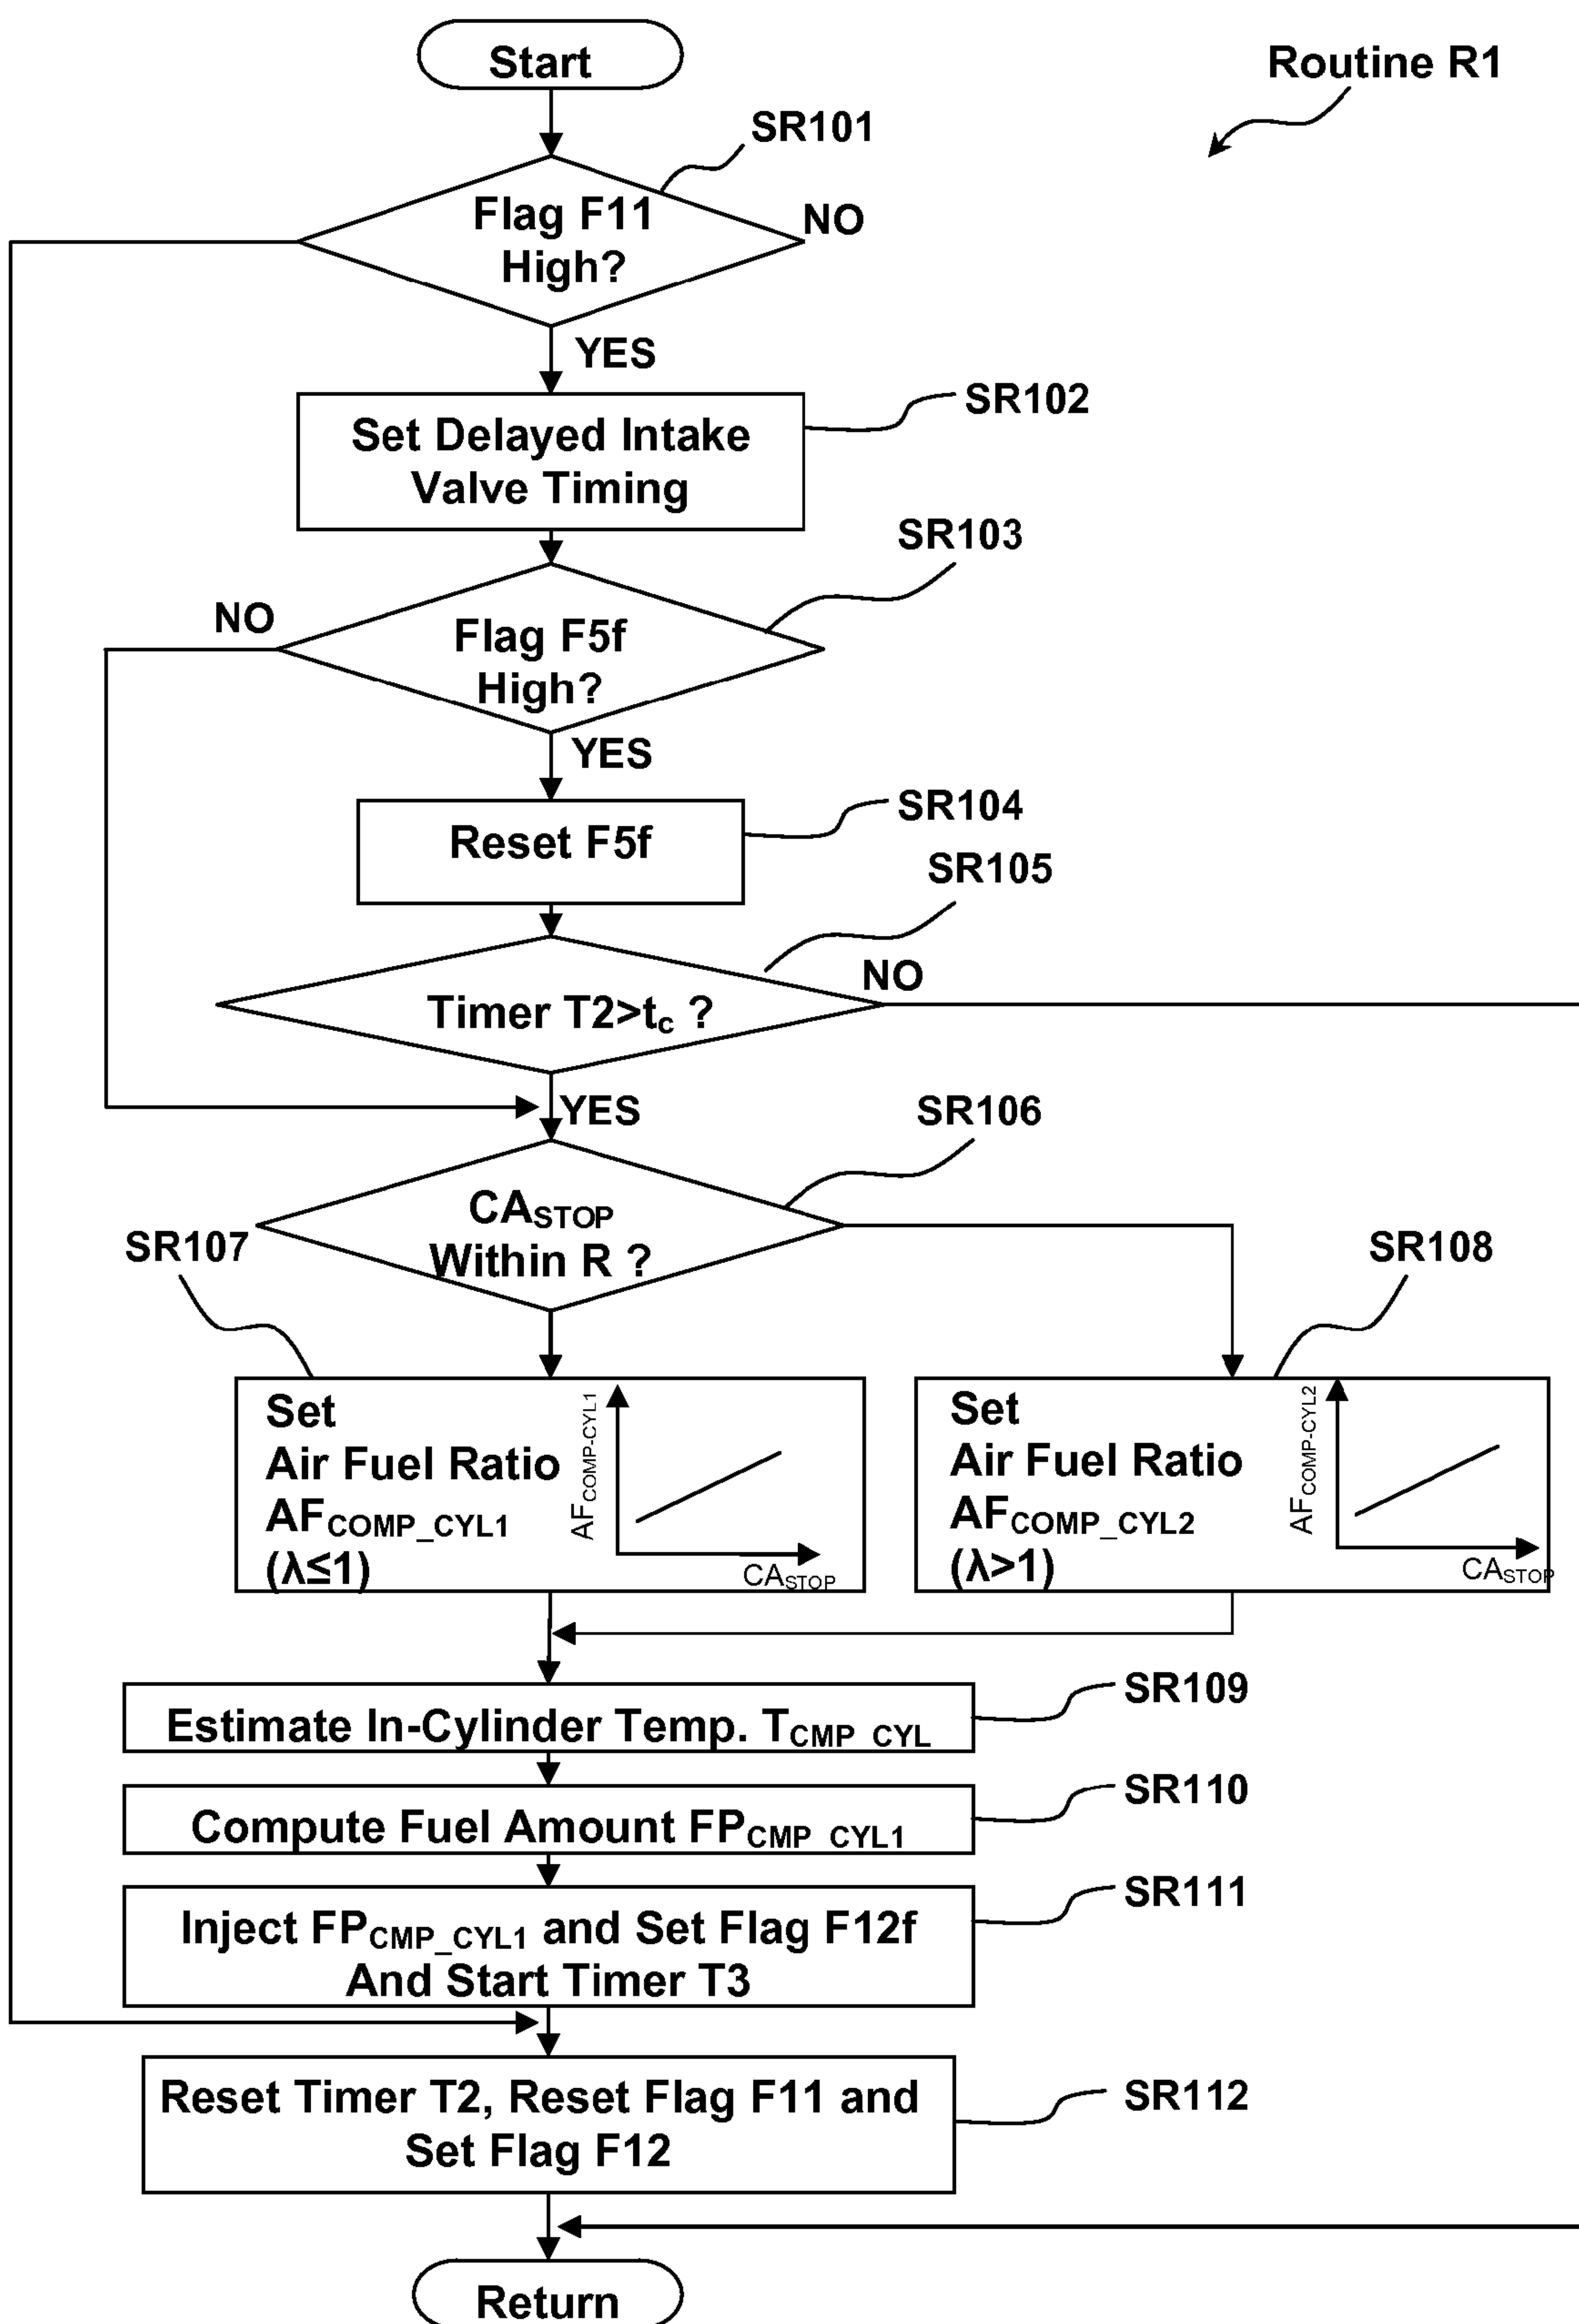 Start
Routine R1
SR101
Flag F11
High?
NO
YES
SR102
Set Delayed Intake
Valve Timing
SR103
NO
Flag F5f
High?
YES
SR104
Reset F5f
SR105
NO
Timer T2>tc ?
YES
SR106
CASTOP
Within R ?
SR107
SR108
Set
Air Fuel Ratio
AFCOMP_CYL1
(λ≤1)
AFCOMP-CYL1
CASTOP
Set
Air Fuel Ratio
AFCOMP_CYL2
(λ>1)
AFCOMP-CYL2
CASTOP
SR109
Estimate In-Cylinder Temp. TCMP_CYL
SR110
Compute Fuel Amount FPCMP_CYL1
SR111
Inject FPCMP_CYL1 and Set Flag F12f
And Start Timer T3
SR112
Reset Timer T2, Reset Flag F11 and
Set Flag F12
Return